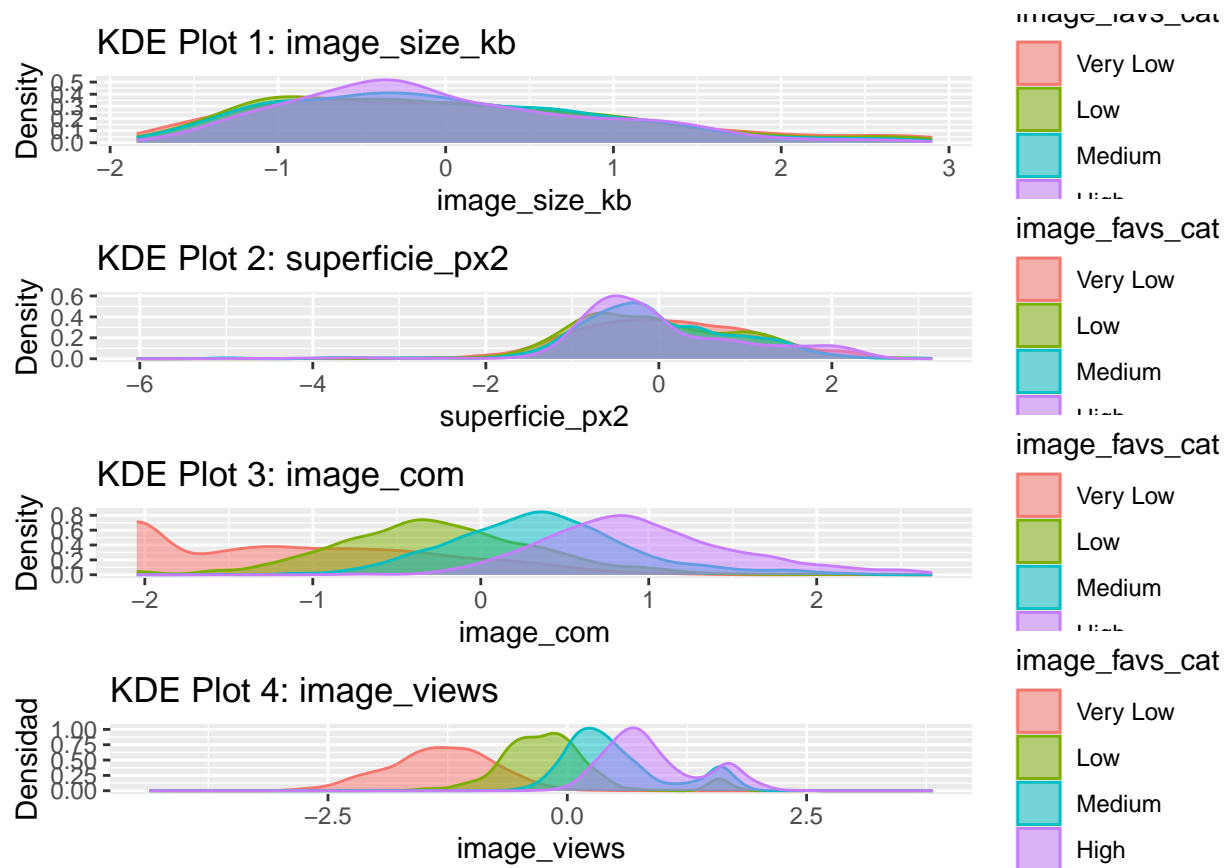 KDE Plot 1: image_size_kb
Density
0.5
0.4
0.3
0.2
0.1
0.0
−2 −1 0 1 2 3
image_size_kb
image_favs_cat
Very Low
Low
Medium
High
KDE Plot 2: superficie_px2
Density
0.6
0.4
0.2
0.0
−6 −4 −2 0 2
superficie_px2
image_favs_cat
Very Low
Low
Medium
High
KDE Plot 3: image_com
Density
0.8
0.6
0.4
0.2
0.0
−2 −1 0 1 2
image_com
image_favs_cat
Very Low
Low
Medium
High
KDE Plot 4: image_views
Densidad
1.00
0.75
0.50
0.25
0.00
−2.5 0.0 2.5
image_views
image_favs_cat
Very Low
Low
Medium
High